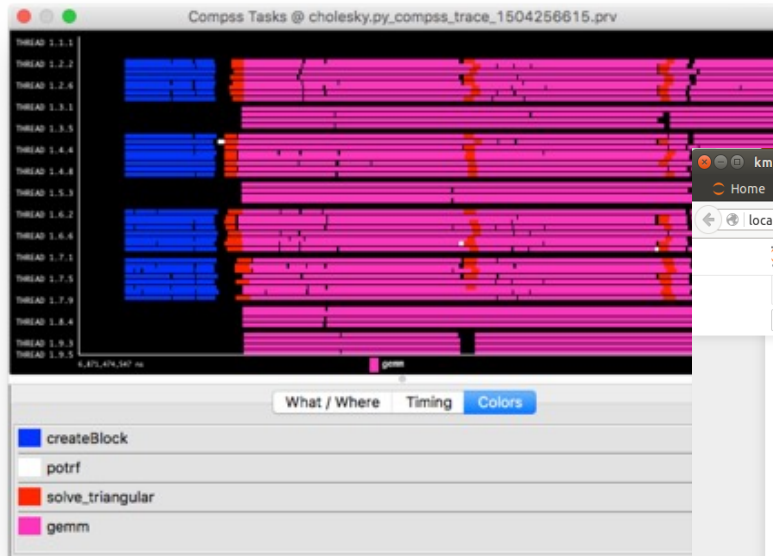 Compss Tasks @ cholesky.py_compss_trace_1504256615.prv
THREAD 1.1.1
THREAD 1.2.2
THREAD 1.2.6
THREAD 1.3.1
THREAD 1.3.5
THREAD 1.4.4
THREAD 1.4.8
THREAD 1.5.3
THREAD 1.6.2
THREAD 1.6.6
THREAD 1.7.1
THREAD 1.7.5
THREAD 1.7.9
THREAD 1.8.4
THREAD 1.9.3
THREAD 1.9.5
6,871,474,547 ns
gemm
What / Where Timing Colors
createBlock
potrf
solve_triangular
gemm
km
Home
loca